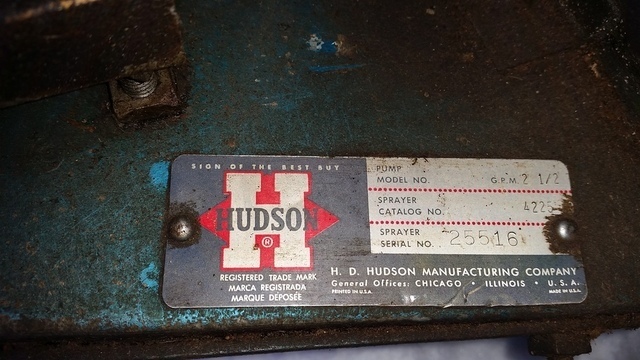 SIGN OF THE BEST BUY
H
HUDSON
®
REGISTERED TRADE MARK
MARCA REGISTRADA
MARQUE DÉPOSÉE
PUMP
MODEL NO. G.P.M. 2 1/2
SPRAYER
CATALOG NO.
SPRAYER
SERIAL NO. 25516
H. D. HUDSON MANUFACTURING COMPANY
General Offices: CHICAGO • ILLINOIS • U. S. A.
PRINTED IN U.S.A. MADE IN U.S.A.